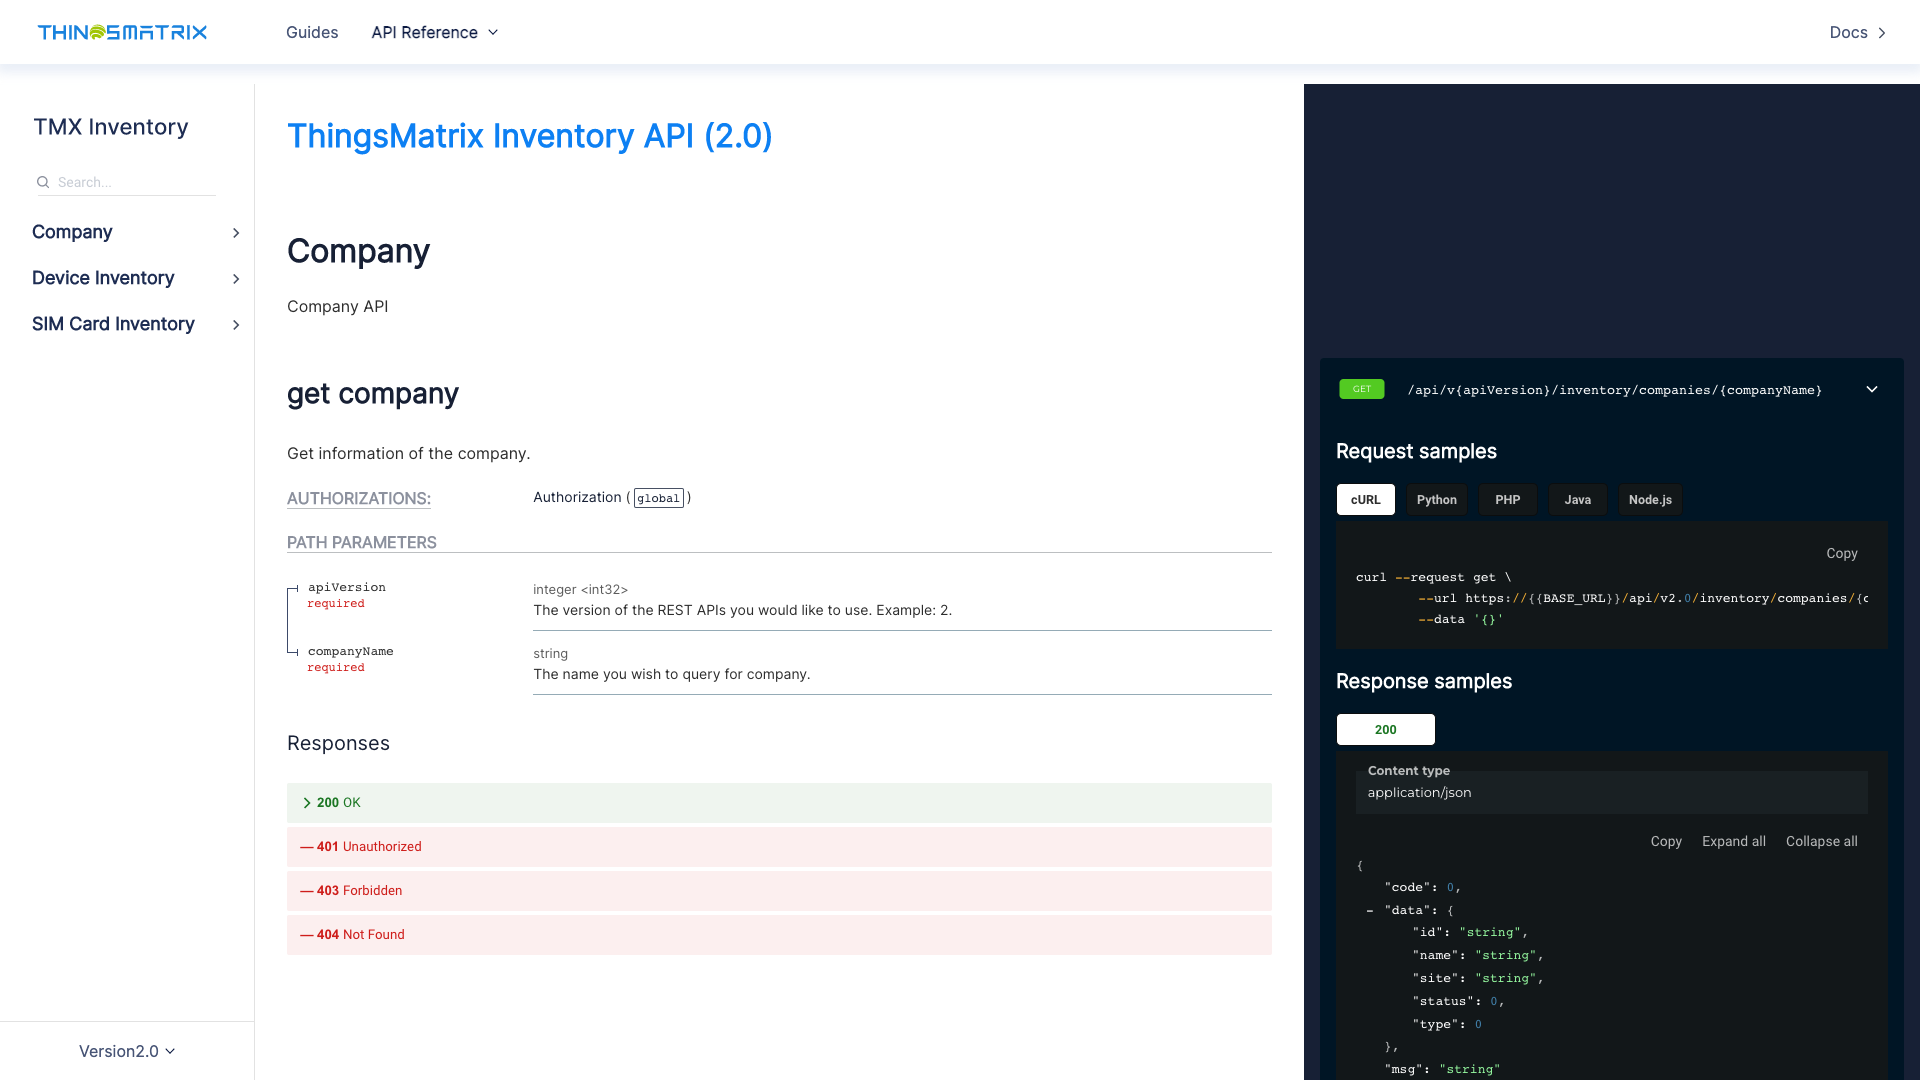 THINGSMATRIX
Guides
API Reference
Docs
TMX Inventory
Search...
Company
Device Inventory
SIM Card Inventory
Version2.0
ThingsMatrix Inventory API (2.0)
Company
Company API
get company
Get information of the company.
AUTHORIZATIONS:
Authorization (global)
PATH PARAMETERS
apiVersion
required
integer <int32>
The version of the REST APIs you would like to use. Example: 2.
companyName
required
string
The name you wish to query for company.
Responses
200 OK
— 401 Unauthorized
— 403 Forbidden
— 404 Not Found
GET /api/v{apiVersion}/inventory/companies/{companyName}
Request samples
cURL Python PHP Java Node.js
Copy
curl --request get \
--url https://{{BASE_URL}}/api/v2.0/inventory/companies/{c
--data '{}'
Response samples
200
Content type
application/json
Copy Expand all Collapse all
{
"code": 0,
- "data": {
"id": "string",
"name": "string",
"site": "string",
"status": 0,
"type": 0
},
"msg": "string"